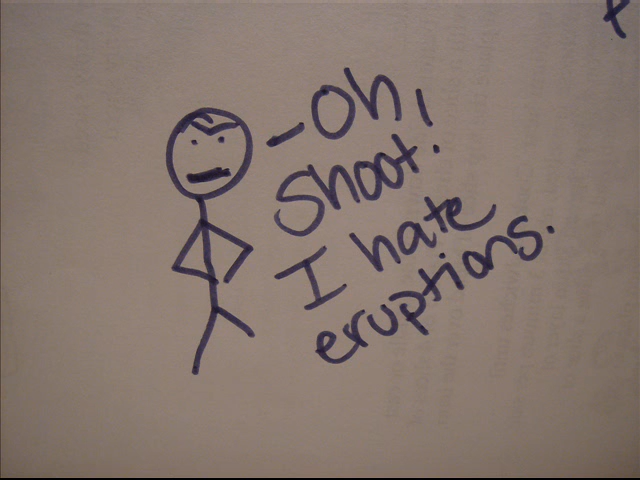 - Oh,
Shoot.
I hate
eruptions.